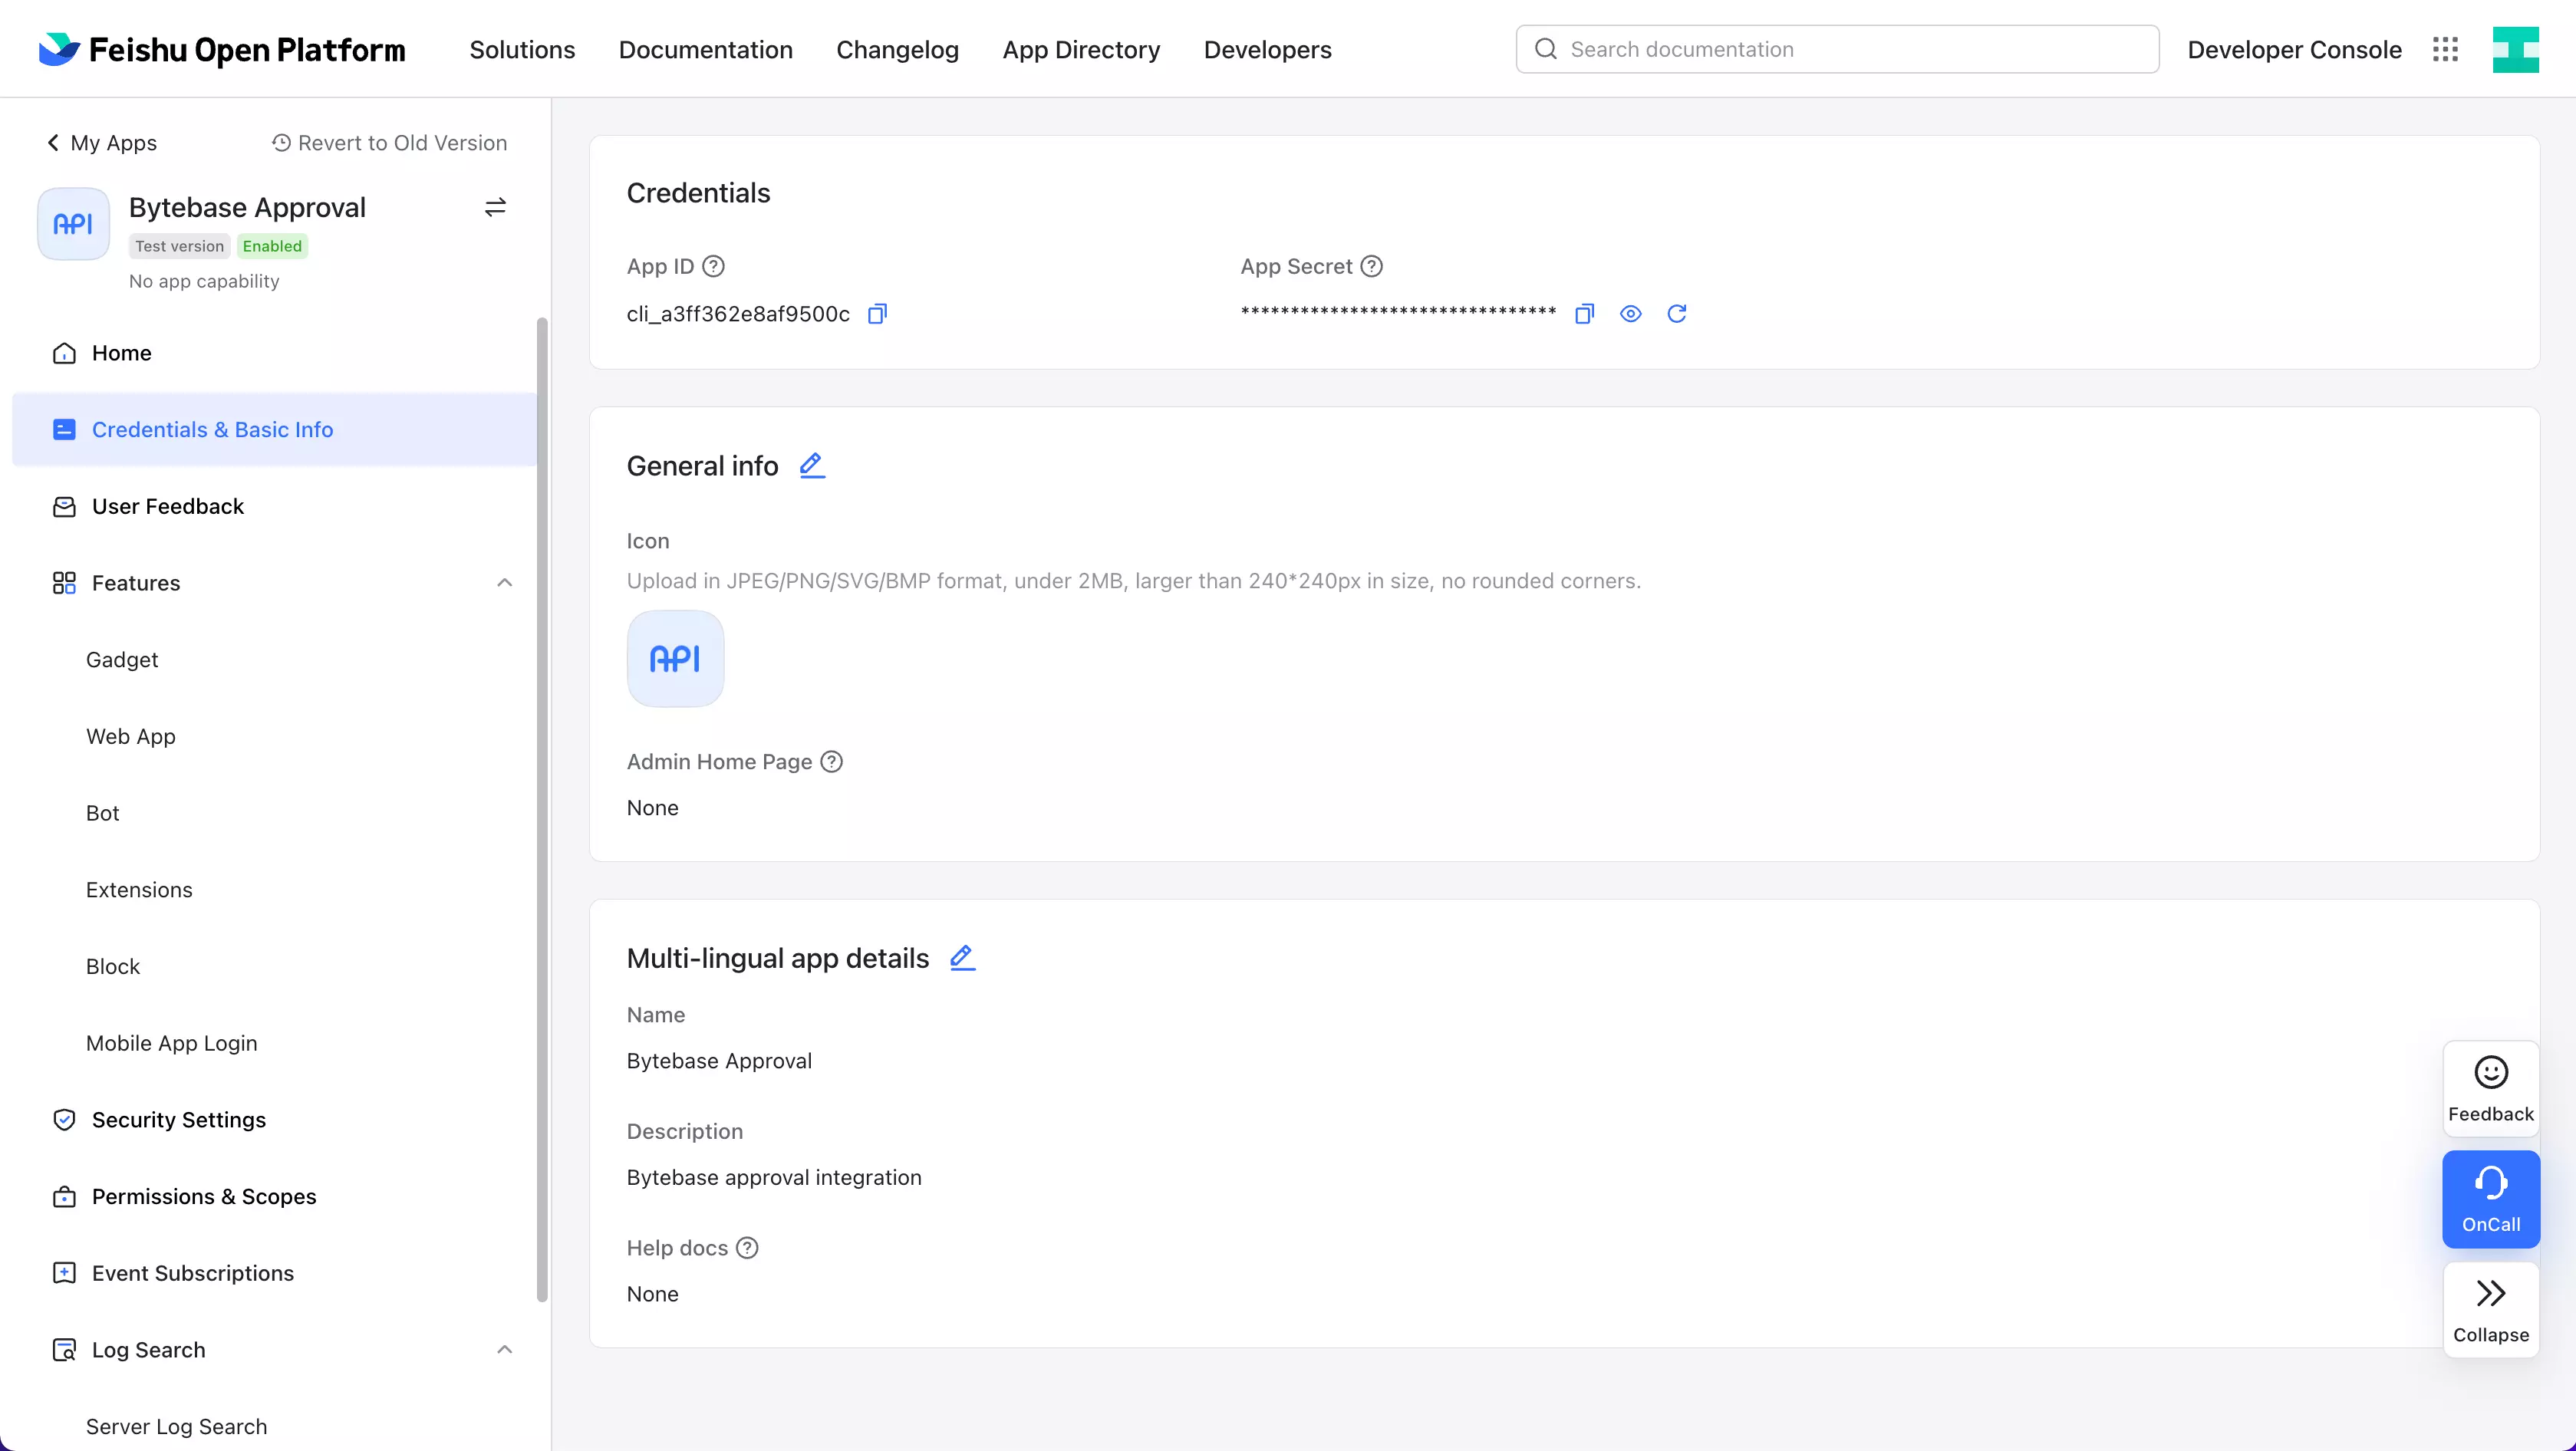 Feishu Open Platform
Solutions
Documentation
Changelog
App Directory
Developers
Search documentation
Developer Console
My Apps
Revert to Old Version
API
Bytebase Approval
Test version
Enabled
No app capability
Home
Credentials & Basic Info
User Feedback
Features
Gadget
Web App
Bot
Extensions
Block
Mobile App Login
Security Settings
Permissions & Scopes
Event Subscriptions
Log Search
Server Log Search
Credentials
App ID
cli_a3ff362e8af9500c
App Secret
********************************
General info
Icon
Upload in JPEG/PNG/SVG/BMP format, under 2MB, larger than 240*240px in size, no rounded corners.
API
Admin Home Page
None
Multi-lingual app details
Name
Bytebase Approval
Description
Bytebase approval integration
Help docs
None
Feedback
OnCall
Collapse